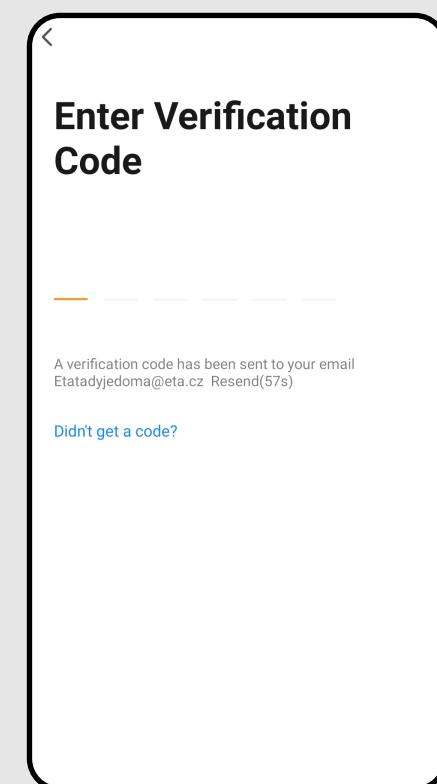 Enter Verification
Code
A verification code has been sent to your email
Etatadyjedoma@eta.cz Resend(57s)
Didn't get a code?